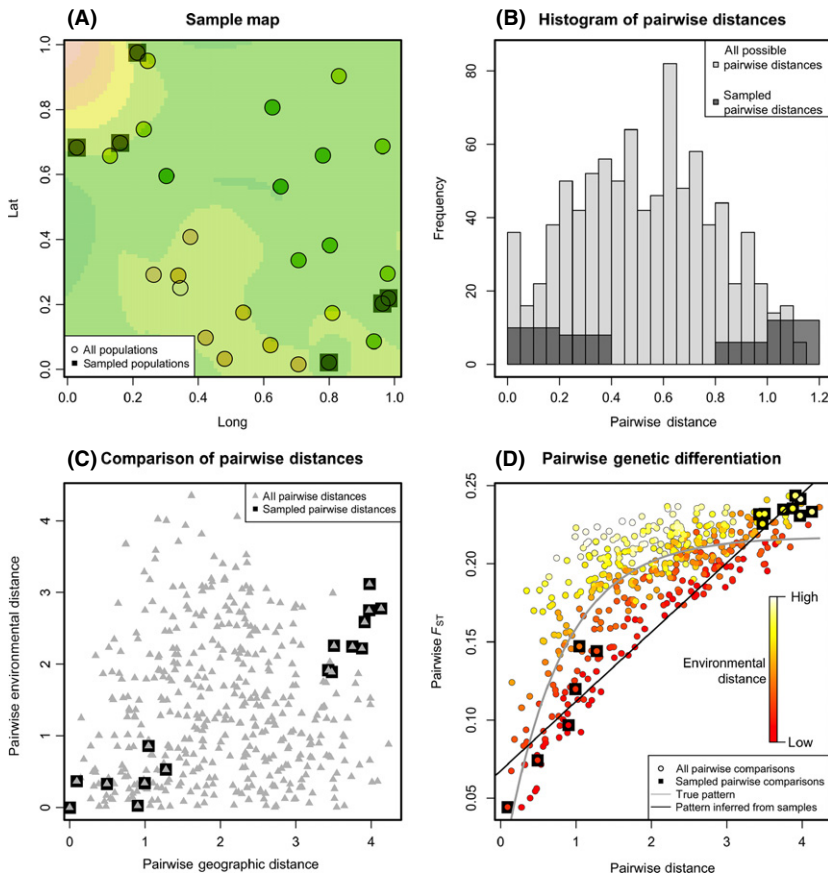 (A) Sample map
Lat
1.0
0.8
0.6
0.4
0.2
0.0
All populations
Sampled populations
0.0 0.2 0.4 0.6 0.8 1.0
Long
(B) Histogram of pairwise distances
Frequency
80
60
40
20
0
All possible
pairwise distances
Sampled
pairwise distances
0.0 0.2 0.4 0.6 0.8 1.0 1.2
Pairwise distance
(C) Comparison of pairwise distances
Pairwise environmental distance
4
3
2
1
0
All pairwise distances
Sampled pairwise distances
0 1 2 3 4
Pairwise geographic distance
(D) Pairwise genetic differentiation
Pairwise FST
0.25
0.20
0.15
0.10
0.05
High
Environmental
distance
Low
All pairwise comparisons
Sampled pairwise comparisons
True pattern
Pattern inferred from samples
0 1 2 3 4
Pairwise distance